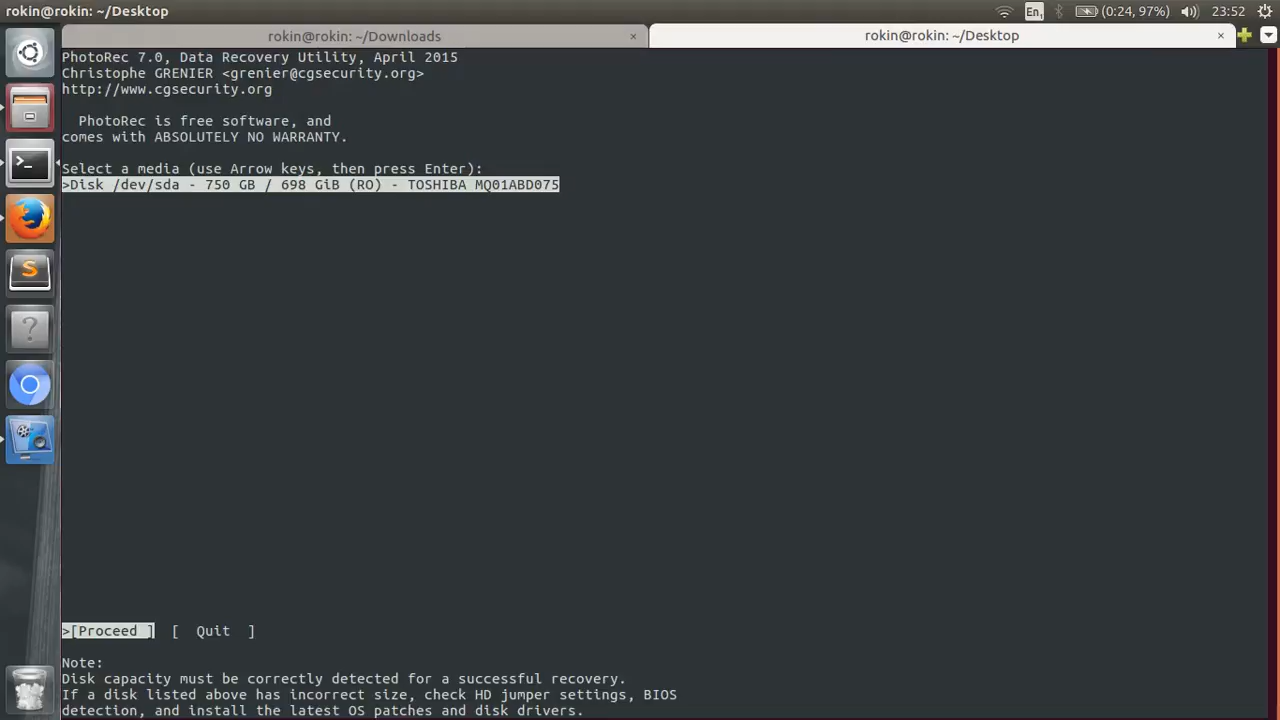 rokin@rokin: ~/Desktop
En1 (0:24, 97%) 23:52
rokin@rokin: ~/Downloads × rokin@rokin: ~/Desktop ×
PhotoRec 7.0, Data Recovery Utility, April 2015
Christophe GRENIER <grenier@cgsecurity.org>
http://www.cgsecurity.org
PhotoRec is free software, and
comes with ABSOLUTELY NO WARRANTY.
Select a media (use Arrow keys, then press Enter):
>Disk /dev/sda - 750 GB / 698 GiB (RO) - TOSHIBA MQ01ABD075
>[Proceed ] [ Quit ]
Note:
Disk capacity must be correctly detected for a successful recovery.
If a disk listed above has incorrect size, check HD jumper settings, BIOS
detection, and install the latest OS patches and disk drivers.